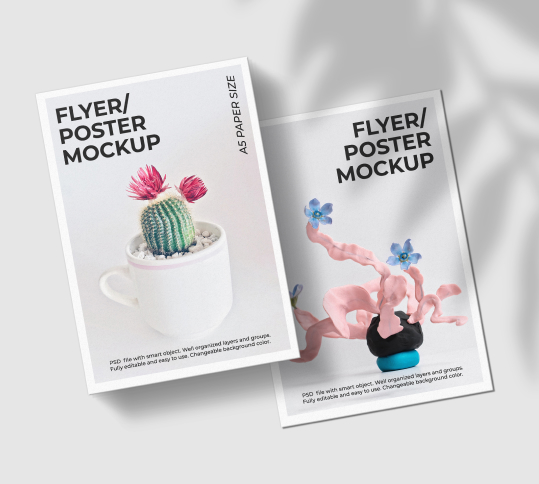 FLYER/
POSTER
MOCKUP
A5 PAPER SIZE
PSD file with smart object. Well organized layers and groups.
Fully editable and easy to use. Changeable background color.
FLYER/
POSTER
MOCKUP
PSD file with smart object. Well organized layers and groups.
Fully editable and easy to use. Changeable background color.